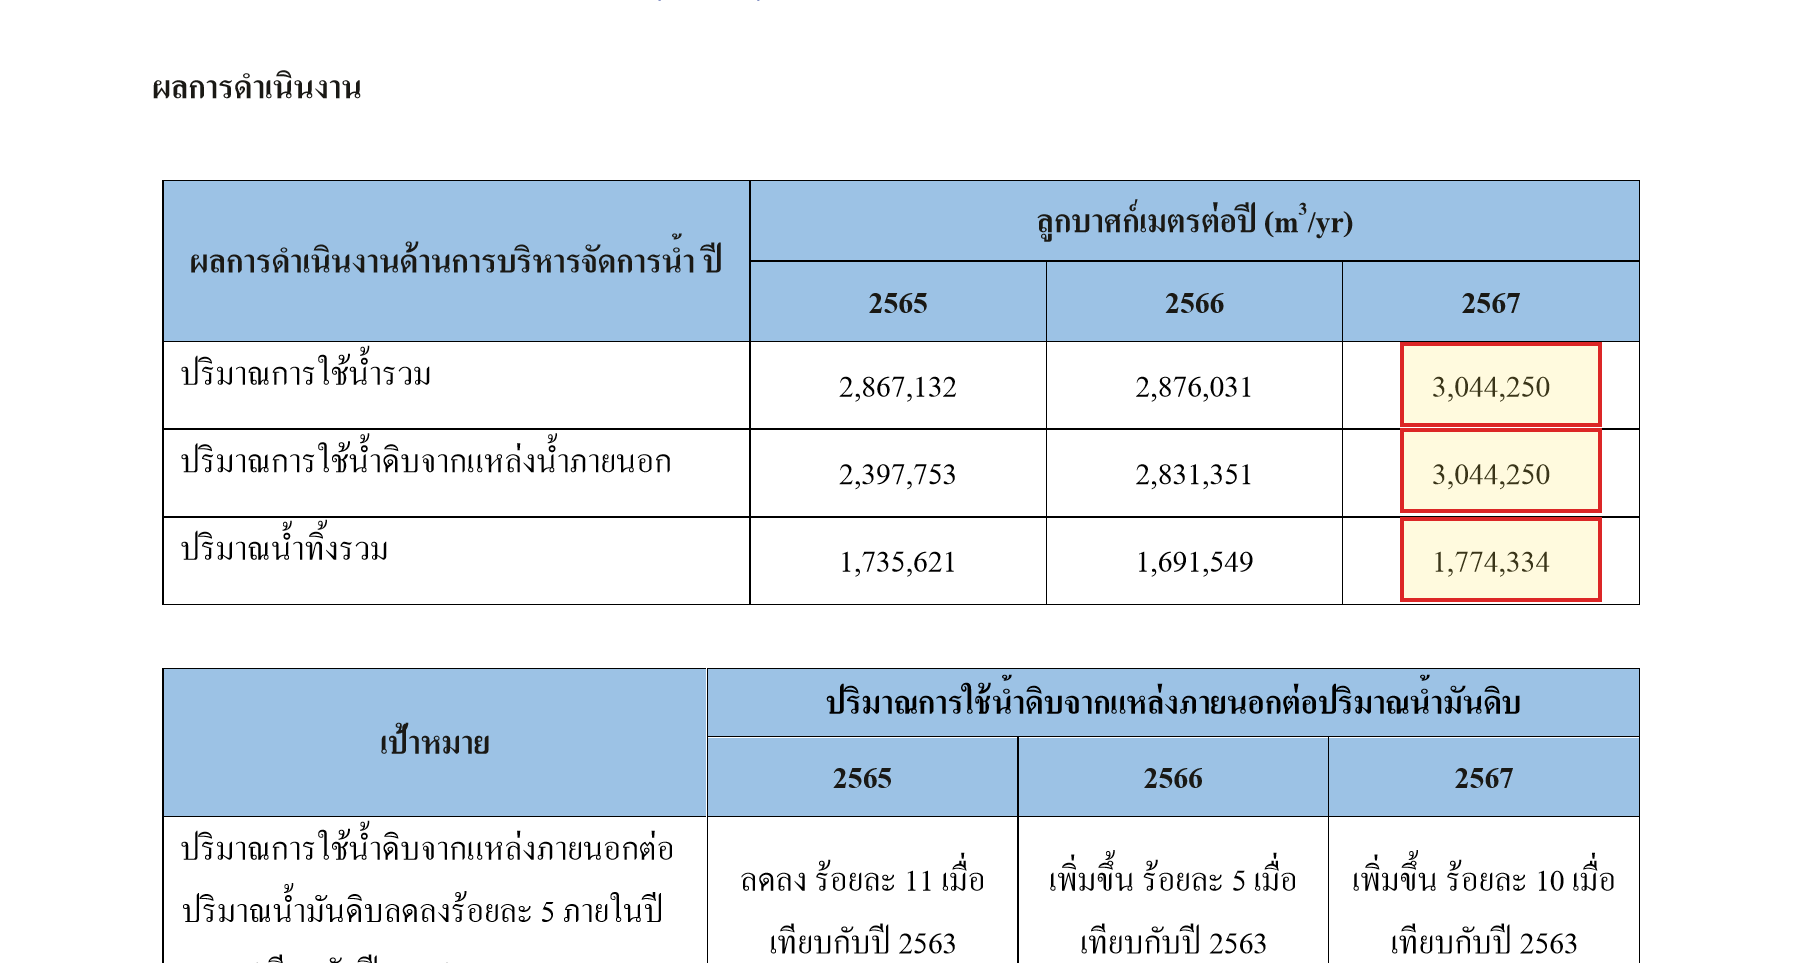 ผลการดำเนินงาน
ผลการดำเนินงานด้านการบริหารจัดการน้ำ ปี
ลูกบาศก์เมตรต่อปี (m³/yr)
2565 2566 2567
ปริมาณการใช้น้ำรวม 2,867,132 2,876,031 3,044,250
ปริมาณการใช้น้ำดิบจากแหล่งน้ำภายนอก 2,397,753 2,831,351 3,044,250
ปริมาณน้ำทิ้งรวม 1,735,621 1,691,549 1,774,334
เป้าหมาย
ปริมาณการใช้น้ำดิบจากแหล่งภายนอกต่อปริมาณน้ำมันดิบ
2565 2566 2567
ปริมาณการใช้น้ำดิบจากแหล่งภายนอกต่อ
ปริมาณน้ำมันดิบลดลงร้อยละ 5 ภายในปี
ลดลง ร้อยละ 11 เมื่อ
เทียบกับปี 2563
เพิ่มขึ้น ร้อยละ 5 เมื่อ
เทียบกับปี 2563
เพิ่มขึ้น ร้อยละ 10 เมื่อ
เทียบกับปี 2563